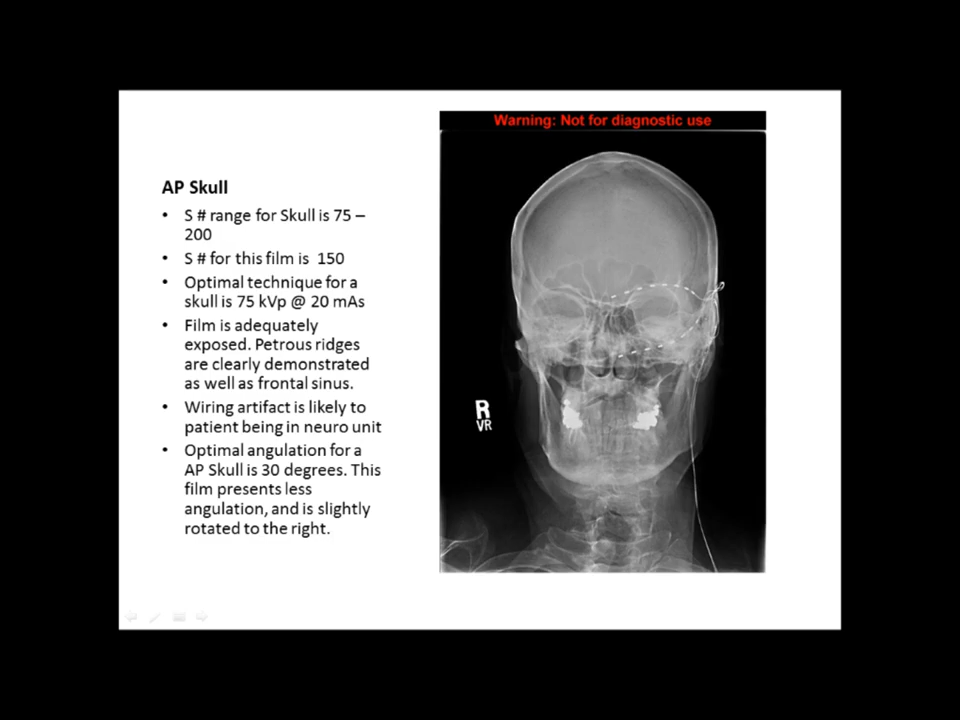 Warning: Not for diagnostic use
AP Skull
• S # range for Skull is 75 –
200
• S # for this film is 150
• Optimal technique for a
skull is 75 kVp @ 20 mAs
• Film is adequately
exposed. Petrous ridges
are clearly demonstrated
as well as frontal sinus.
• Wiring artifact is likely to
patient being in neuro unit
• Optimal angulation for a
AP Skull is 30 degrees. This
film presents less
angulation, and is slightly
rotated to the right.
R
VR